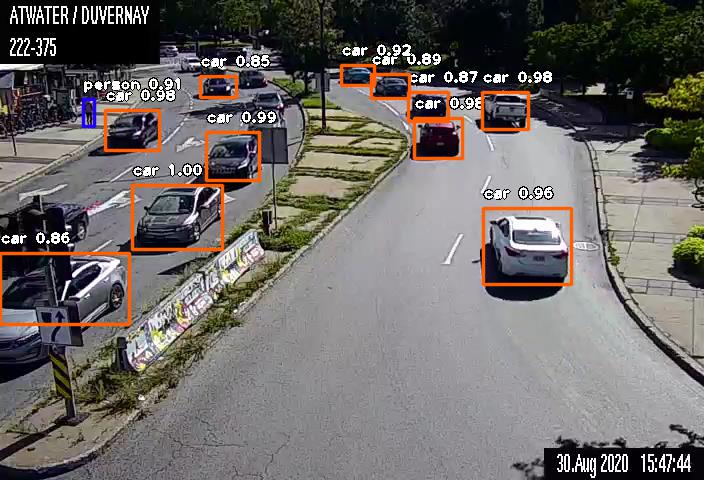 ATWATER / DUVERNAY
222-375
car 0.92
car 0.85
0.89
car 0.87
car 0.98
person 0.91
car 0.98
0.98
car 0.99
car 1.00
car 0.96
car 0.86
30.Aug 2020 15:47:44